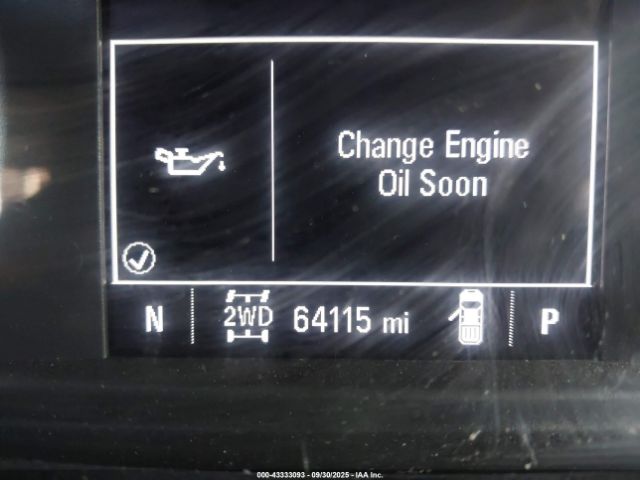 Change Engine
Oil Soon
N 2WD 64115 mi P
000-43333093 - 09/30/2025 - IAA Inc.